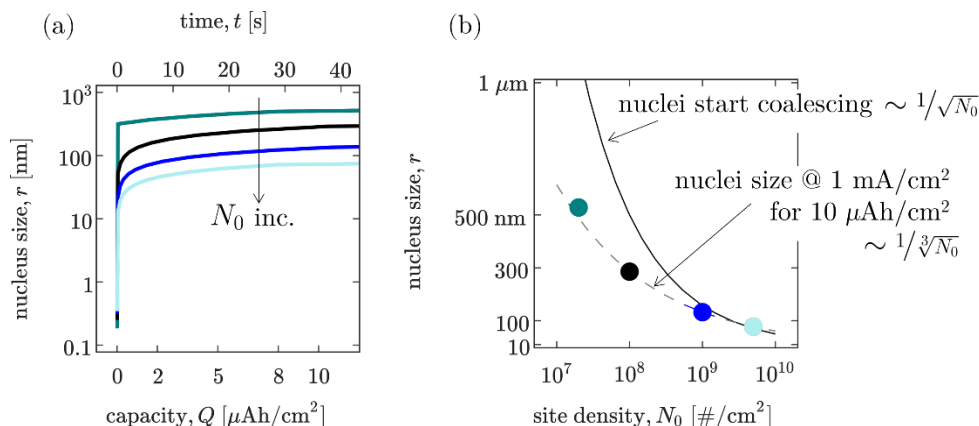 (a)
time, t [s]
0 10 20 30 40
nucleus size, r [nm]
10³
100
10
1
0.1
N₀ inc.
0 2 4 6 8 10
capacity, Q [μAh/cm²]
(b)
nucleus size, r
1 μm
500 nm
300
100
10
nuclei start coalescing ~ 1/√N₀
nuclei size @ 1 mA/cm²
for 10 μAh/cm²
~ 1/∛N₀
10⁷ 10⁸ 10⁹ 10¹⁰
site density, N₀ [#/cm²]